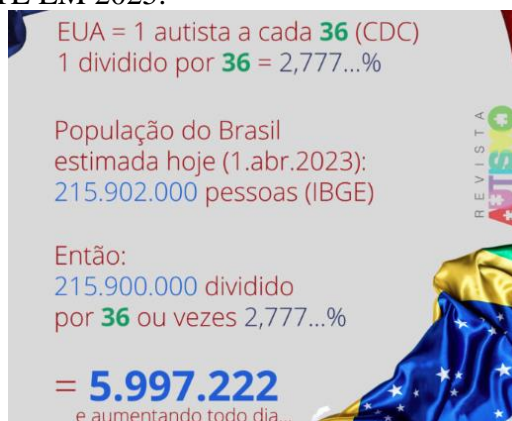 EUA = 1 autista a cada 36 (CDC)
1 dividido por 36 = 2,777...%
População do Brasil
estimada hoje (1.abr.2023):
215.902.000 pessoas (IBGE)
Então:
215.900.000 dividido
por 36 ou vezes 2,777...%
= 5.997.222
e aumentando todo dia...
REVISTA
AUTISMO